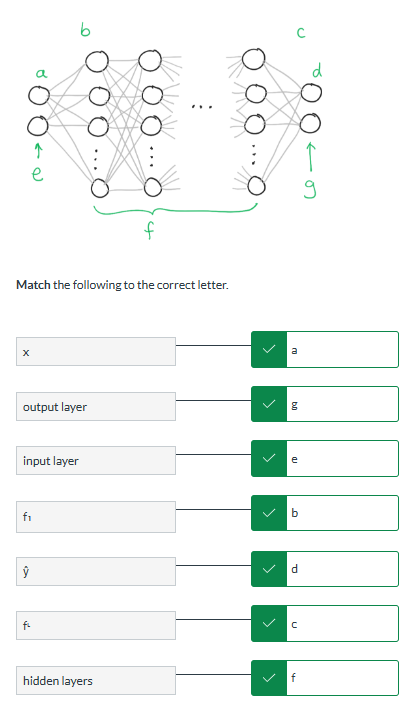 b
c
a
d
...
e
g
f
Match the following to the correct letter.
x
a
output layer
g
input layer
e
f₁
b
ŷ
d
fᴸ
c
hidden layers
f